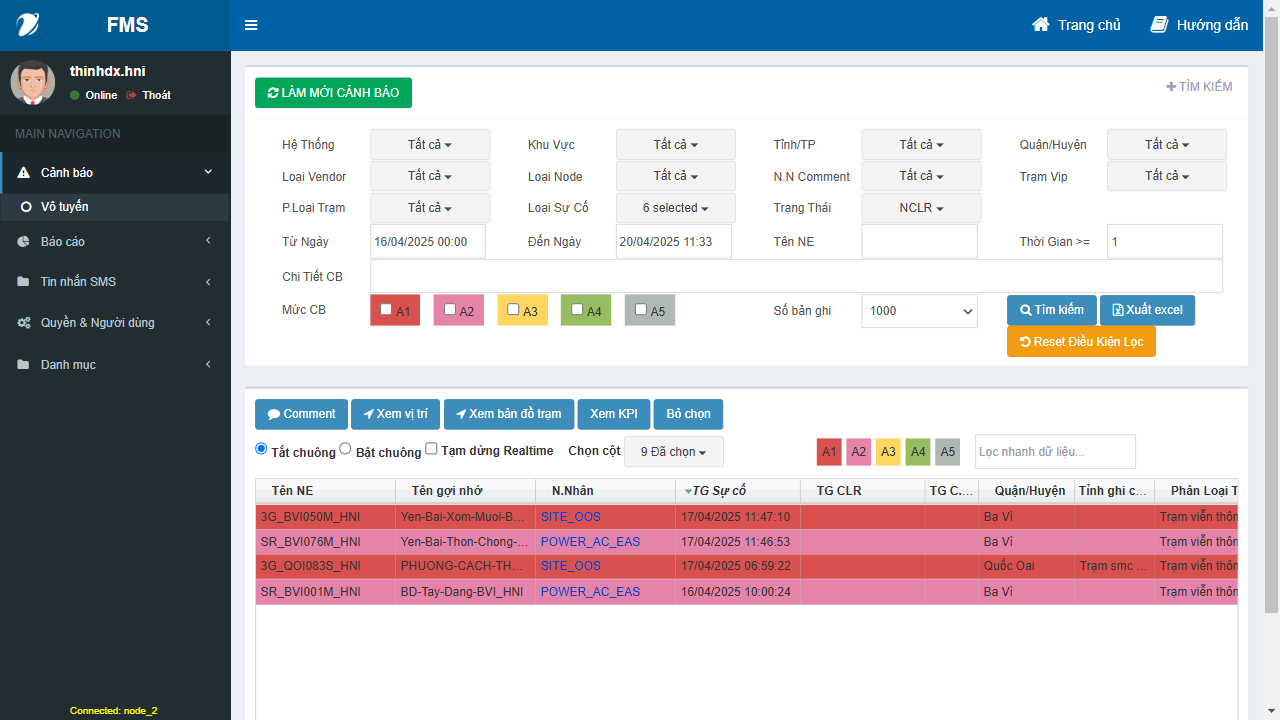 FMS
Trang chủ
Hướng dẫn
thinhdx.hni
Online Thoát
MAIN NAVIGATION
Cảnh báo
Vô tuyến
Báo cáo
Tin nhắn SMS
Quyền & Người dùng
Danh mục
Connected: node_2
LÀM MỚI CẢNH BÁO
TÌM KIẾM
Hệ Thống Tất cả Khu Vực Tất cả Tỉnh/TP Tất cả Quận/Huyện Tất cả
Loại Vendor Tất cả Loại Node Tất cả N.N Comment Tất cả Trạm Vip Tất cả
P.Loại Trạm Tất cả Loại Sự Cố 6 selected Trạng Thái NCLR
Từ Ngày 16/04/2025 00:00 Đến Ngày 20/04/2025 11:33 Tên NE Thời Gian >= 1
Chi Tiết CB
Mức CB A1 A2 A3 A4 A5 Số bản ghi 1000 Tìm kiếm Xuất excel
Reset Điều Kiện Lọc
Comment Xem vị trí Xem bản đồ trạm Xem KPI Bỏ chọn
Tắt chuông Bật chuông Tạm dừng Realtime Chọn cột 9 Đã chọn A1 A2 A3 A4 A5 Lọc nhanh dữ liệu...
Tên NE Tên gợi nhớ N.Nhân TG Sự cố TG CLR TG C... Quận/Huyện Tỉnh ghi c... Phân Loại T
3G_BVI050M_HNI Yen-Bai-Xom-Muoi-B... SITE_OOS 17/04/2025 11:47:10 Ba Vì Trạm viễn thôn
SR_BVI076M_HNI Yen-Bai-Thon-Chong-... POWER_AC_EAS 17/04/2025 11:46:53 Ba Vì Trạm viễn thôn
3G_QOI083S_HNI PHUONG-CACH-TH... SITE_OOS 17/04/2025 06:59:22 Quốc Oai Trạm smc ... Trạm viễn thôn
SR_BVI001M_HNI BD-Tay-Dang-BVI_HNI POWER_AC_EAS 16/04/2025 10:00:24 Ba Vì Trạm viễn thôn